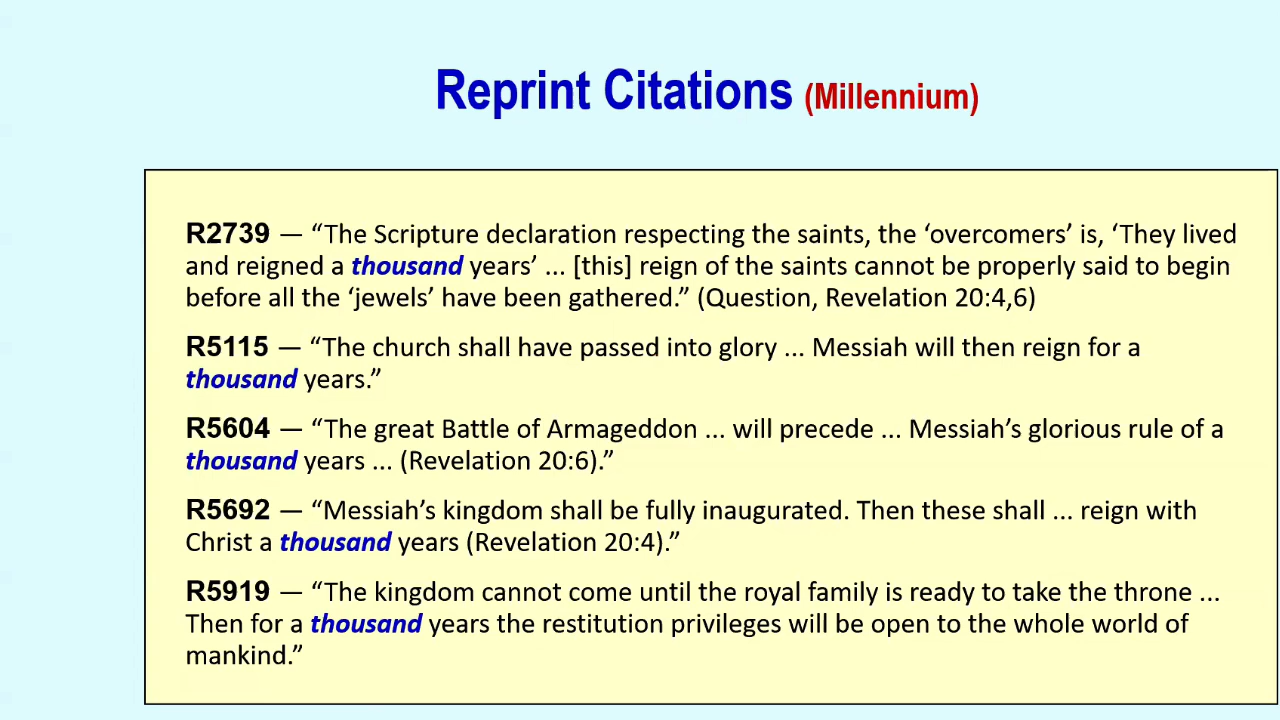 Reprint Citations (Millennium)
R2739 — “The Scripture declaration respecting the saints, the ‘overcomers’ is, ‘They lived
and reigned a thousand years’ ... [this] reign of the saints cannot be properly said to begin
before all the ‘jewels’ have been gathered.” (Question, Revelation 20:4,6)
R5115 — “The church shall have passed into glory ... Messiah will then reign for a
thousand years.”
R5604 — “The great Battle of Armageddon ... will precede ... Messiah’s glorious rule of a
thousand years ... (Revelation 20:6).”
R5692 — “Messiah’s kingdom shall be fully inaugurated. Then these shall ... reign with
Christ a thousand years (Revelation 20:4).”
R5919 — “The kingdom cannot come until the royal family is ready to take the throne ...
Then for a thousand years the restitution privileges will be open to the whole world of
mankind.”